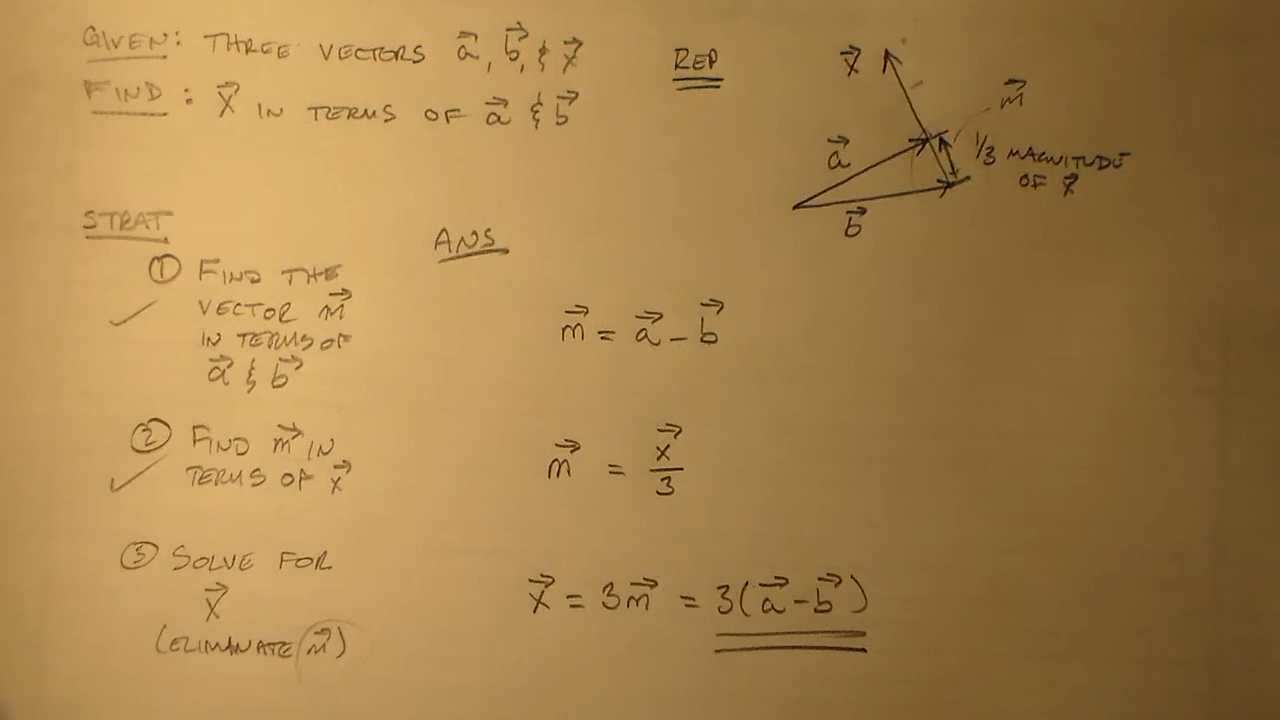 GIVEN: THREE VECTORS a⃗, b⃗, & x⃗
FIND: x⃗ IN TERMS OF a⃗ & b⃗
REP
x⃗
m⃗
a⃗
1/3 MAGNITUDE
OF x⃗
b⃗
STRAT
① FIND THE
VECTOR m⃗
IN TERMS OF
a⃗ & b⃗
② FIND m⃗ IN
TERMS OF x⃗
③ SOLVE FOR
x⃗
(ELIMINATE m⃗)
ANS
m⃗ = a⃗ - b⃗
m⃗ = x⃗/3
x⃗ = 3m⃗ = 3(a⃗ - b⃗)